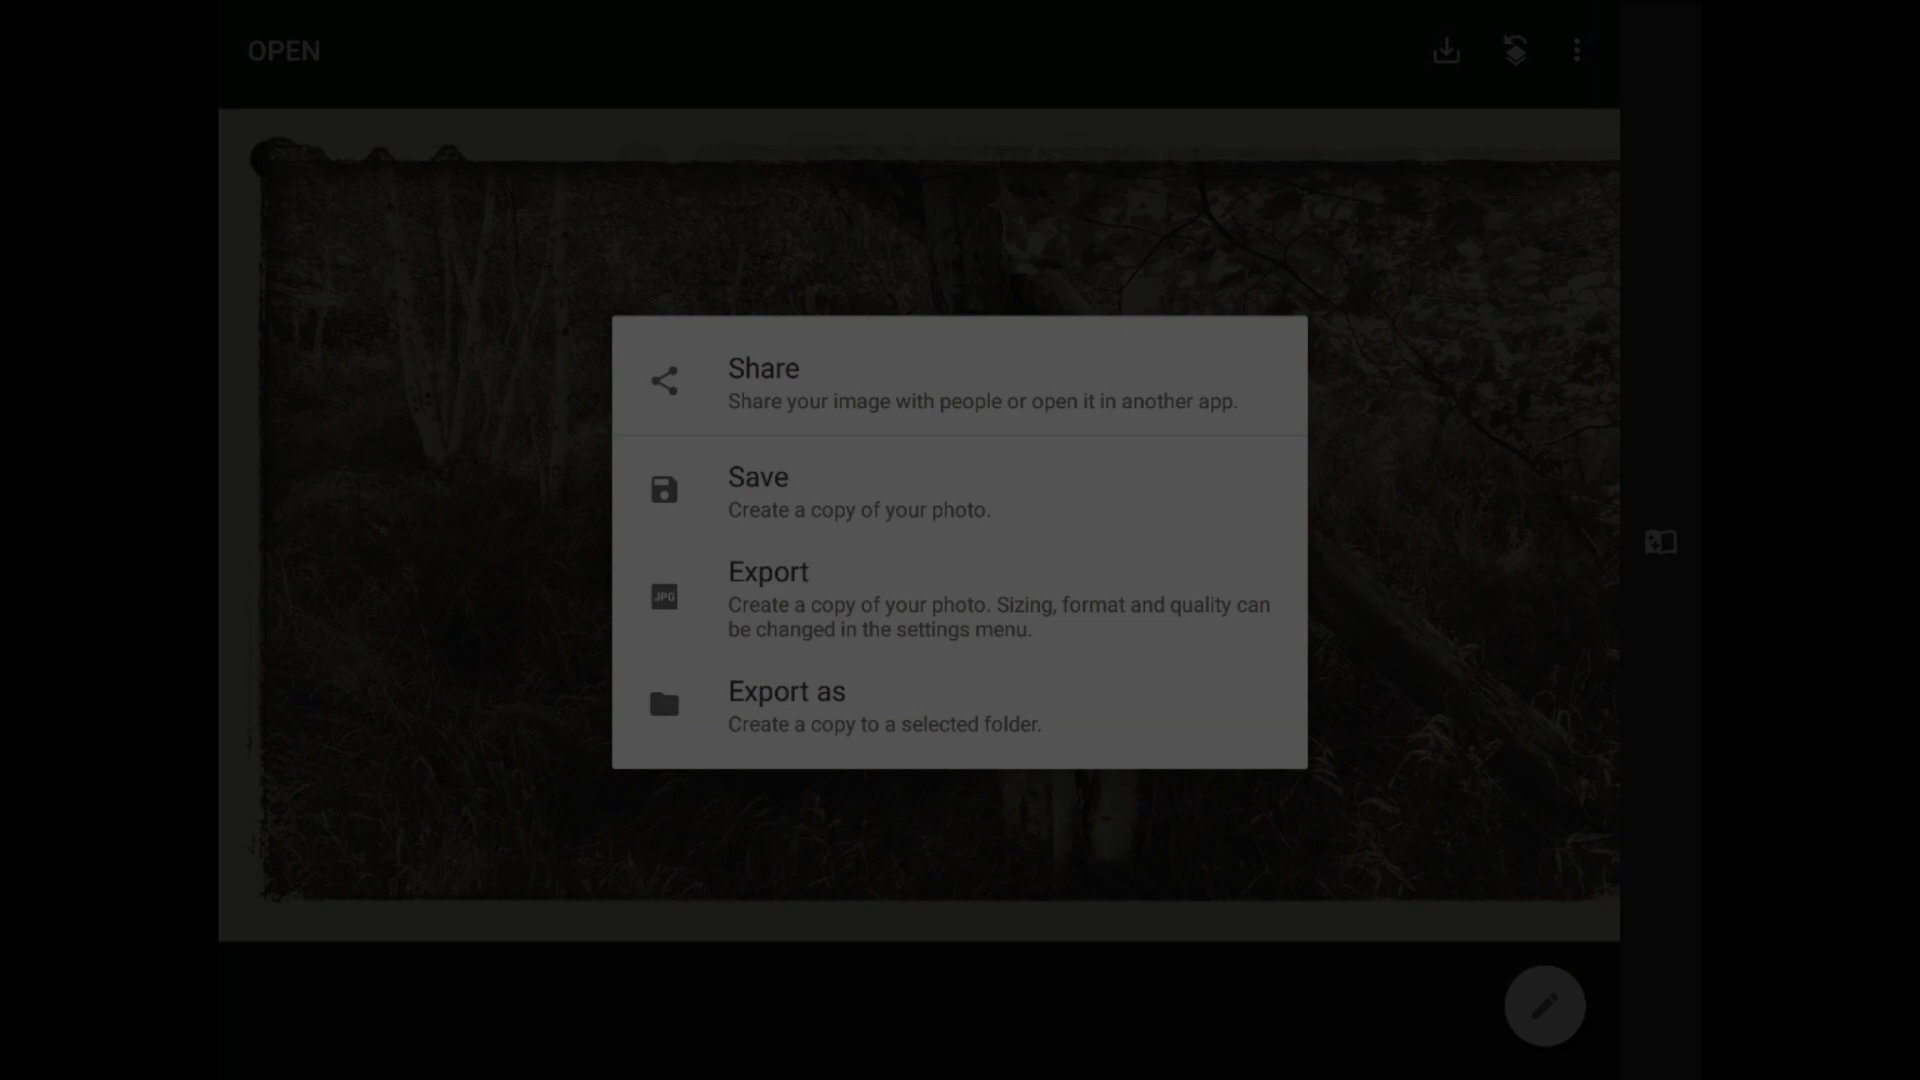 OPEN
Share
Share your image with people or open it in another app.
Save
Create a copy of your photo.
JPG
Export
Create a copy of your photo. Sizing, format and quality can
be changed in the settings menu.
Export as
Create a copy to a selected folder.